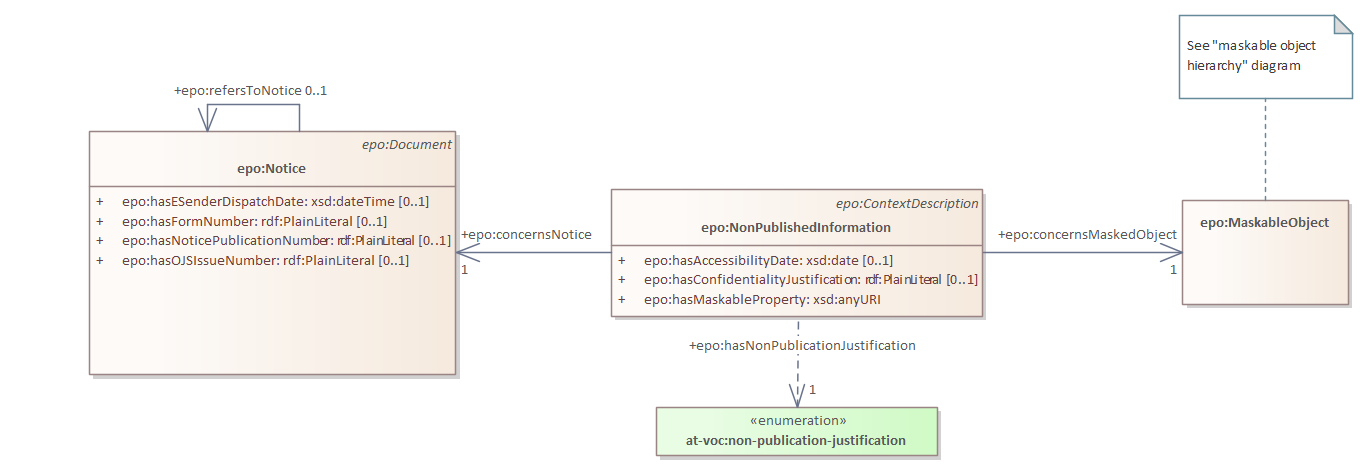 See "maskable object
hierarchy" diagram
+epo:refersToNotice 0..1
epo:Document
epo:Notice
+ epo:hasESenderDispatchDate: xsd:dateTime [0..1]
+ epo:hasFormNumber: rdf:PlainLiteral [0..1]
+ epo:hasNoticePublicationNumber: rdf:PlainLiteral [0..1]
+ epo:hasOJSIssueNumber: rdf:PlainLiteral [0..1]
+epo:concernsNotice
1
epo:ContextDescription
epo:NonPublishedInformation
+ epo:hasAccessibilityDate: xsd:date [0..1]
+ epo:hasConfidentialityJustification: rdf:PlainLiteral [0..1]
+ epo:hasMaskableProperty: xsd:anyURI
+epo:concernsMaskedObject
1
epo:MaskableObject
+epo:hasNonPublicationJustification
1
«enumeration»
at-voc:non-publication-justification